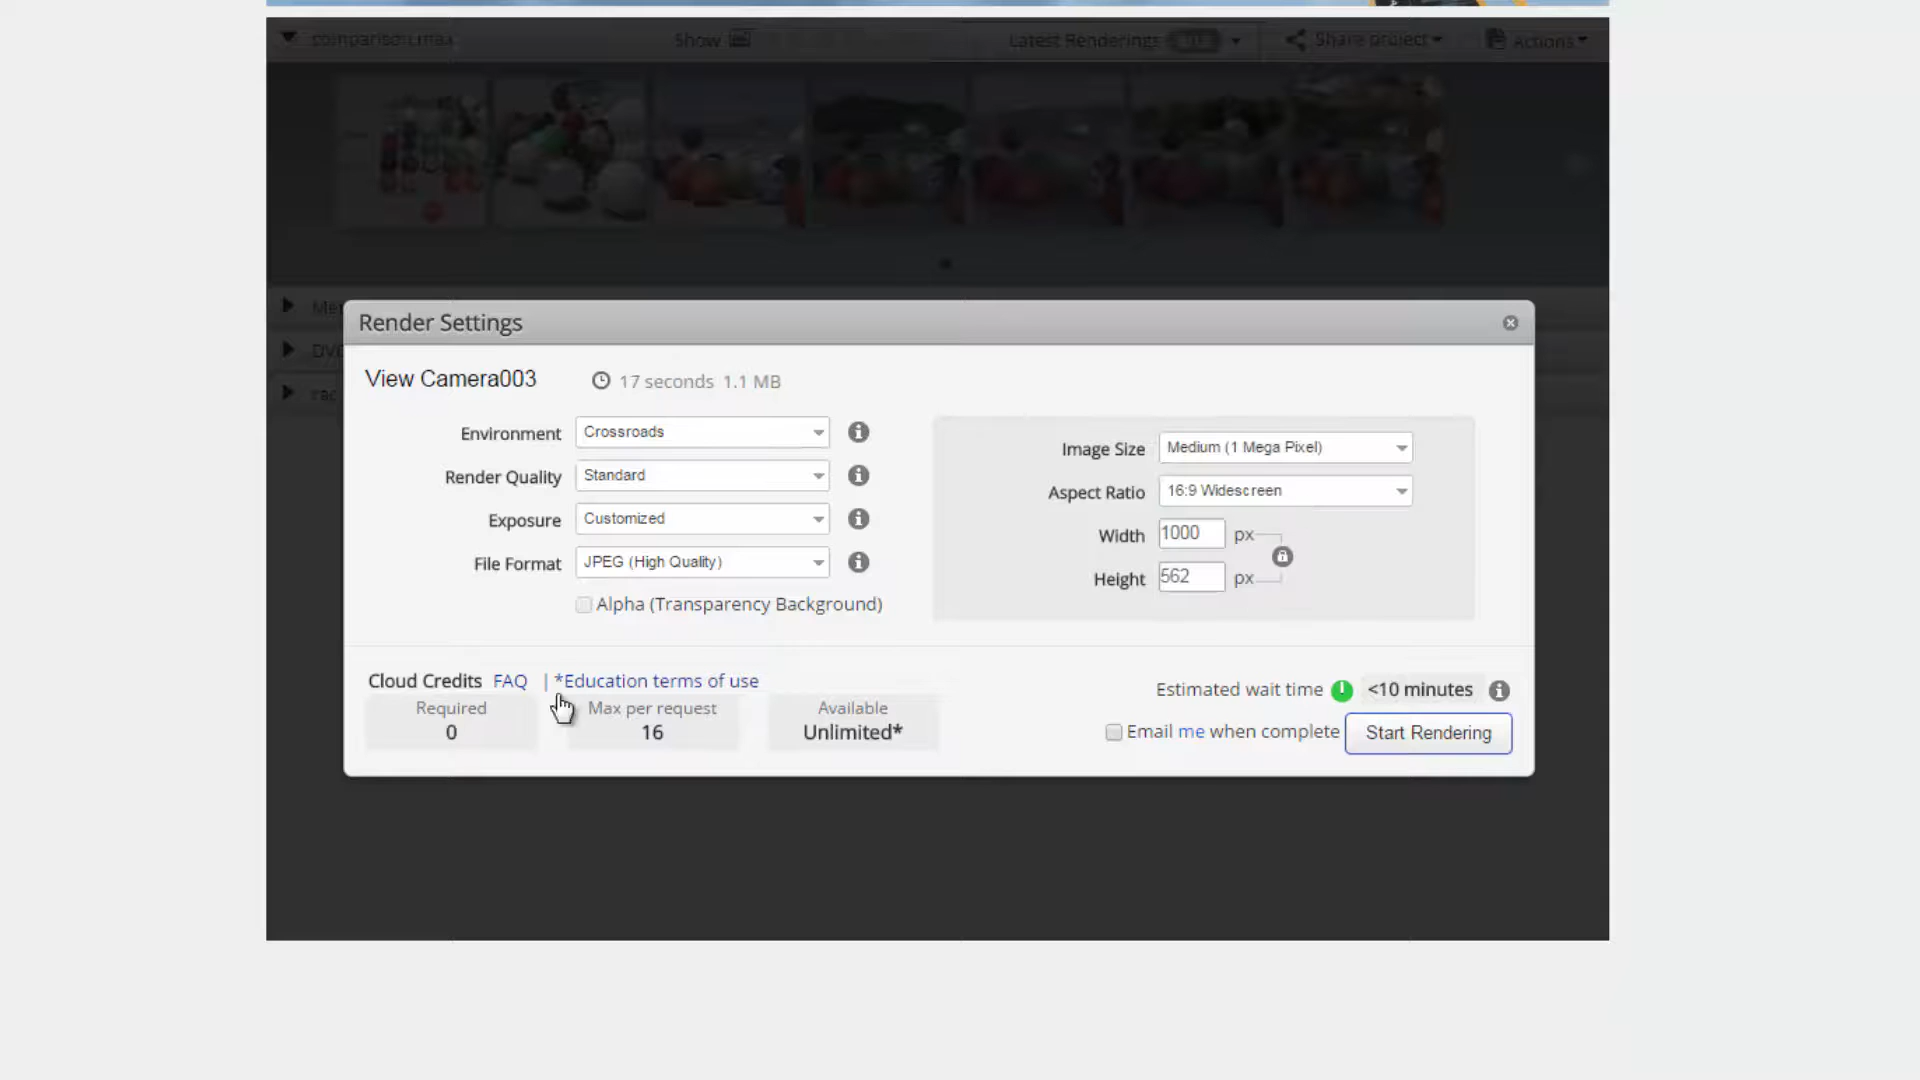 comparison.max Show Latest Renderings Share project Actions
Render Settings
View Camera003 17 seconds 1.1 MB
Environment Crossroads
Render Quality Standard
Exposure Customized
File Format JPEG (High Quality)
Alpha (Transparency Background)
Image Size Medium (1 Mega Pixel)
Aspect Ratio 16:9 Widescreen
Width 1000 px
Height 562 px
Cloud Credits FAQ | *Education terms of use
Required Max per request Available
0 16 Unlimited*
Estimated wait time <10 minutes
Email me when complete Start Rendering